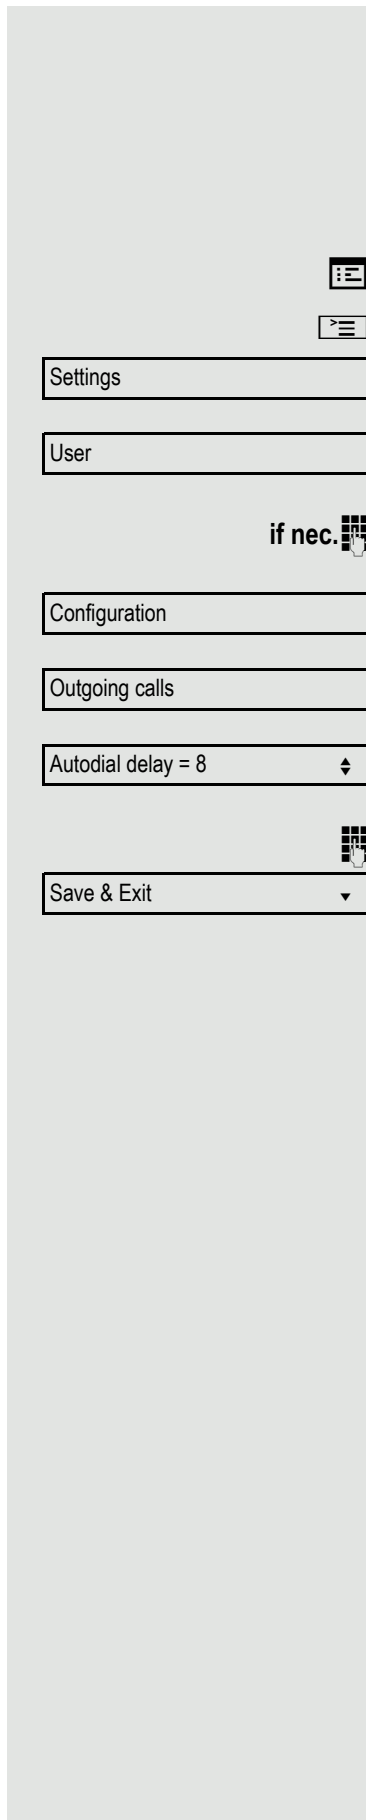 Settings
User
if nec.
Configuration
Outgoing calls
Autodial delay = 8
Save & Exit